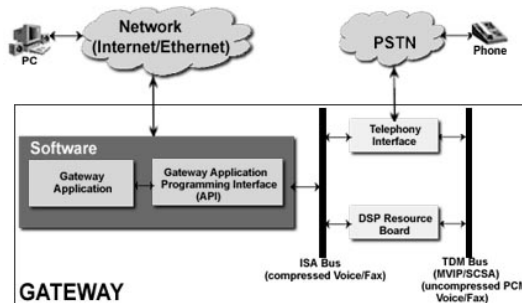 Network
(Internet/Ethernet)
PC
PSTN
Phone
Software
Gateway
Application
Gateway Application
Programming Interface
(API)
Telephony
Interface
DSP Resource
Board
ISA Bus
(compressed Voice/Fax)
TDM Bus
(MVIP/SCSA)
(uncompressed PCM
Voice/Fax)
GATEWAY